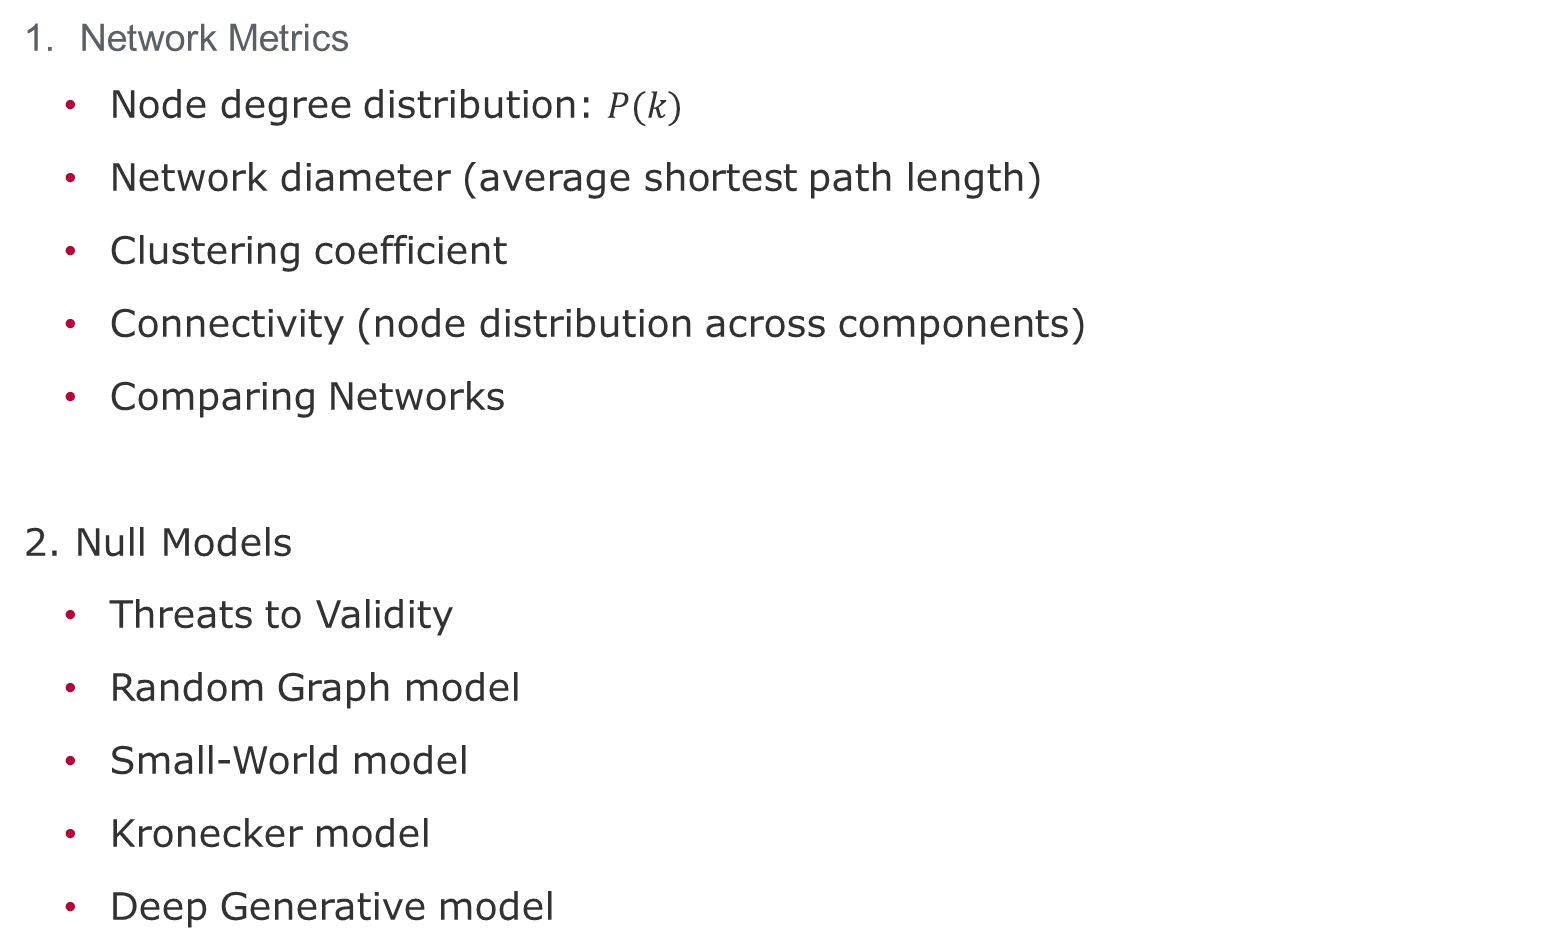 1. Network Metrics
• Node degree distribution: P(k)
• Network diameter (average shortest path length)
• Clustering coefficient
• Connectivity (node distribution across components)
• Comparing Networks
2. Null Models
• Threats to Validity
• Random Graph model
• Small-World model
• Kronecker model
• Deep Generative model